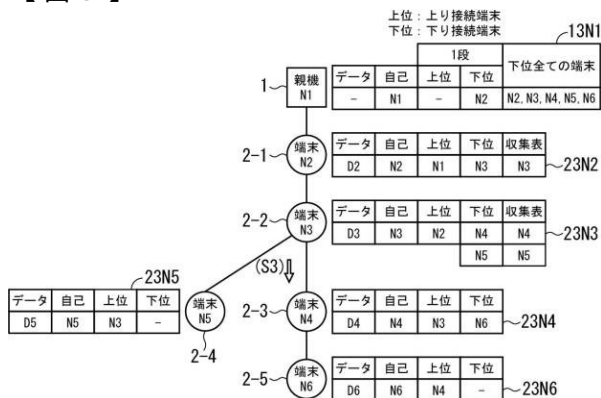 上位：上り接続端末
下位：下り接続端末
13N1
1段
下位全ての端末
データ 自己 上位 下位
- N1 - N2 N2, N3, N4, N5, N6
1
親機
N1
2-1
端末
N2
データ 自己 上位 下位 収集表
D2 N2 N1 N3 N3
23N2
2-2
端末
N3
データ 自己 上位 下位 収集表
D3 N3 N2 N4 N4
N5 N5
23N3
(S3)
23N5
データ 自己 上位 下位
D5 N5 N3 -
端末
N5
2-4
2-3
端末
N4
データ 自己 上位 下位
D4 N4 N3 N6
23N4
2-5
端末
N6
データ 自己 上位 下位
D6 N6 N4 -
23N6